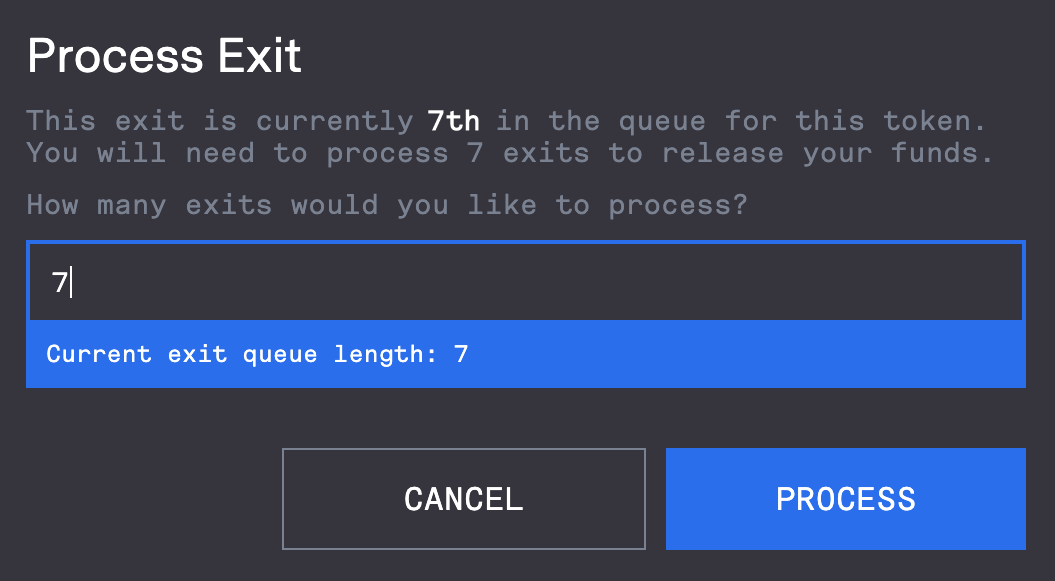 Process Exit
This exit is currently 7th in the queue for this token.
You will need to process 7 exits to release your funds.
How many exits would you like to process?
7
Current exit queue length: 7
CANCEL
PROCESS